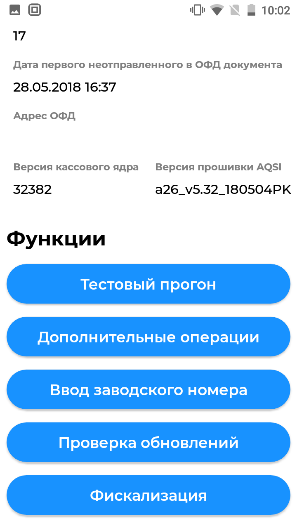 10:02
17
Дата первого неотправленного в ОФД документа
28.05.2018 16:37
Адрес ОФД
Версия кассового ядра
Версия прошивки AQSI
32382
a26_v5.32_180504PK
Функции
Тестовый прогон
Дополнительные операции
Ввод заводского номера
Проверка обновлений
Фискализация